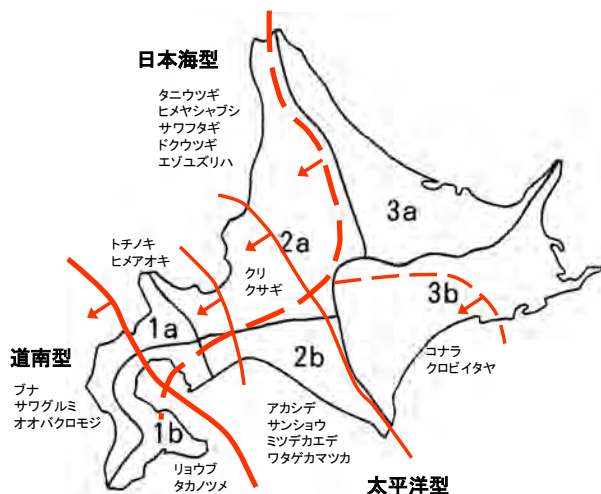 日本海型
タニウツギ
ヒメヤシャブシ
サワフタギ
ドクウツギ
エゾユズリハ
3a
2a
トチノキ
ヒメアオキ
クリ
クサギ
3b
1a
道南型
ブナ
サワグルミ
オオバクロモジ
2b
コナラ
クロビイタヤ
1b
アカシデ
サンショウ
ミツデカエデ
ワタゲカマツカ
リョウブ
タカノツメ
太平洋型